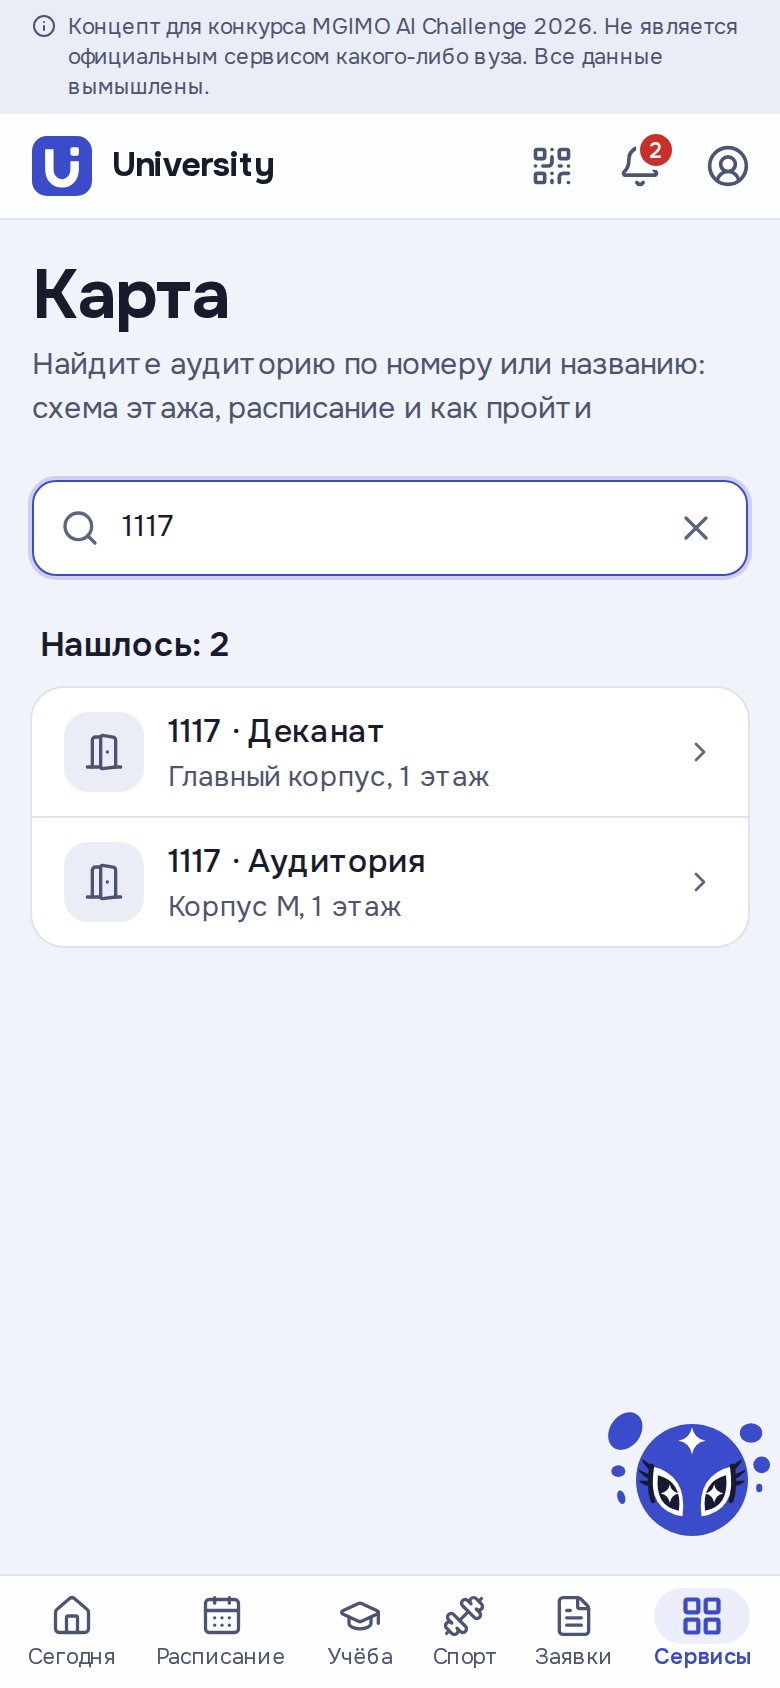 Концепт для конкурса MGIMO AI Challenge 2026. Не является
официальным сервисом какого-либо вуза. Все данные
вымышлены.
University
2
Карта
Найдите аудиторию по номеру или названию:
схема этажа, расписание и как пройти
1117
Нашлось: 2
1117 · Деканат
Главный корпус, 1 этаж
1117 · Аудитория
Корпус М, 1 этаж
Сегодня Расписание Учёба Спорт Заявки Сервисы